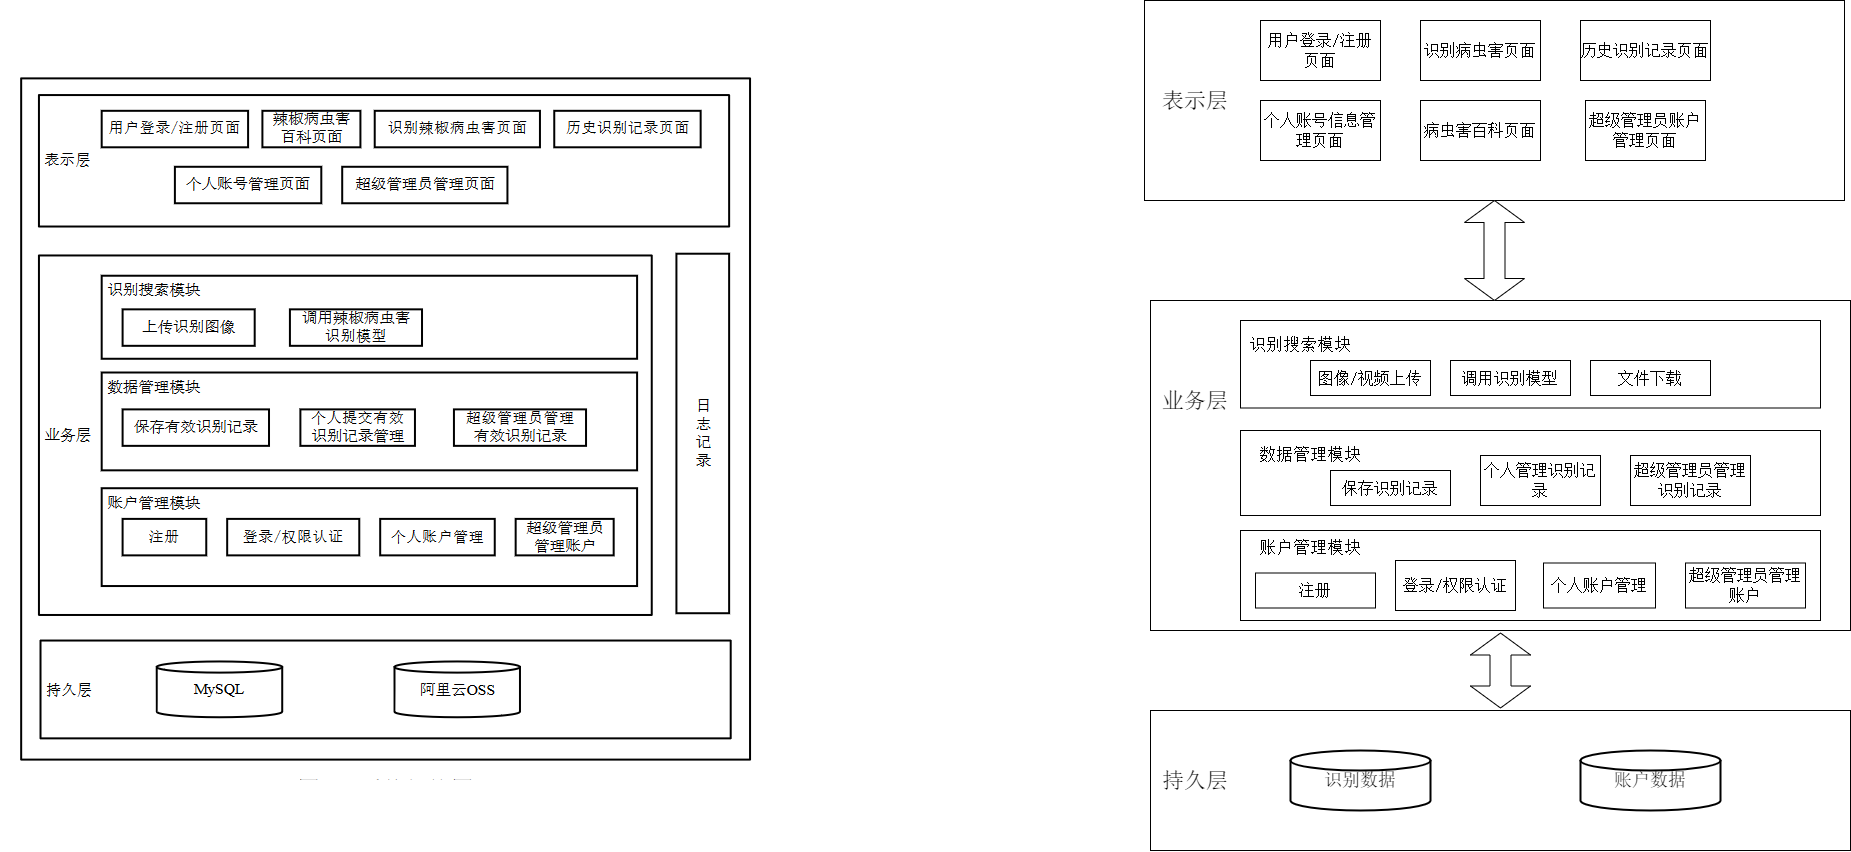 用户登录/注册页面
辣椒病虫害
百科页面
识别辣椒病虫害页面
历史识别记录页面
表示层
个人账号管理页面
超级管理员管理页面
识别搜索模块
上传识别图像
调用辣椒病虫害
识别模型
数据管理模块
业务层
保存有效识别记录
个人提交有效
识别记录管理
超级管理员管理
有效识别记录
账户管理模块
注册
登录/权限认证
个人账户管理
超级管理员
管理账户
日
志
记
录
持久层
MySQL
阿里云OSS
用户登录/注册
页面
识别病虫害页面
历史识别记录页面
表示层
个人账号信息管
理页面
病虫害百科页面
超级管理员账户
管理页面
识别搜索模块
图像/视频上传
调用识别模型
文件下载
业务层
数据管理模块
保存识别记录
个人管理识别记
录
超级管理员管理
识别记录
账户管理模块
注册
登录/权限认证
个人账户管理
超级管理员管理
账户
持久层
识别数据
账户数据